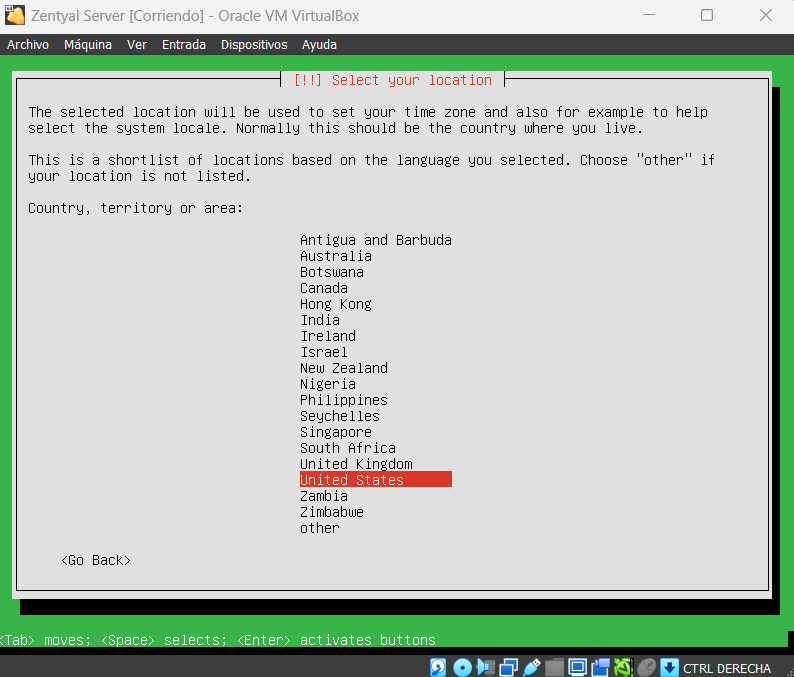 Zentyal Server [Corriendo] - Oracle VM VirtualBox
Archivo Máquina Ver Entrada Dispositivos Ayuda
[!!] Select your location
The selected location will be used to set your time zone and also for example to help
select the system locale. Normally this should be the country where you live.
This is a shortlist of locations based on the language you selected. Choose "other" if
your location is not listed.
Country, territory or area:
Antigua and Barbuda
Australia
Botswana
Canada
Hong Kong
India
Ireland
Israel
New Zealand
Nigeria
Philippines
Seychelles
Singapore
South Africa
United Kingdom
United States
Zambia
Zimbabwe
other
<Go Back>
<Tab> moves; <Space> selects; <Enter> activates buttons
CTRL DERECHA